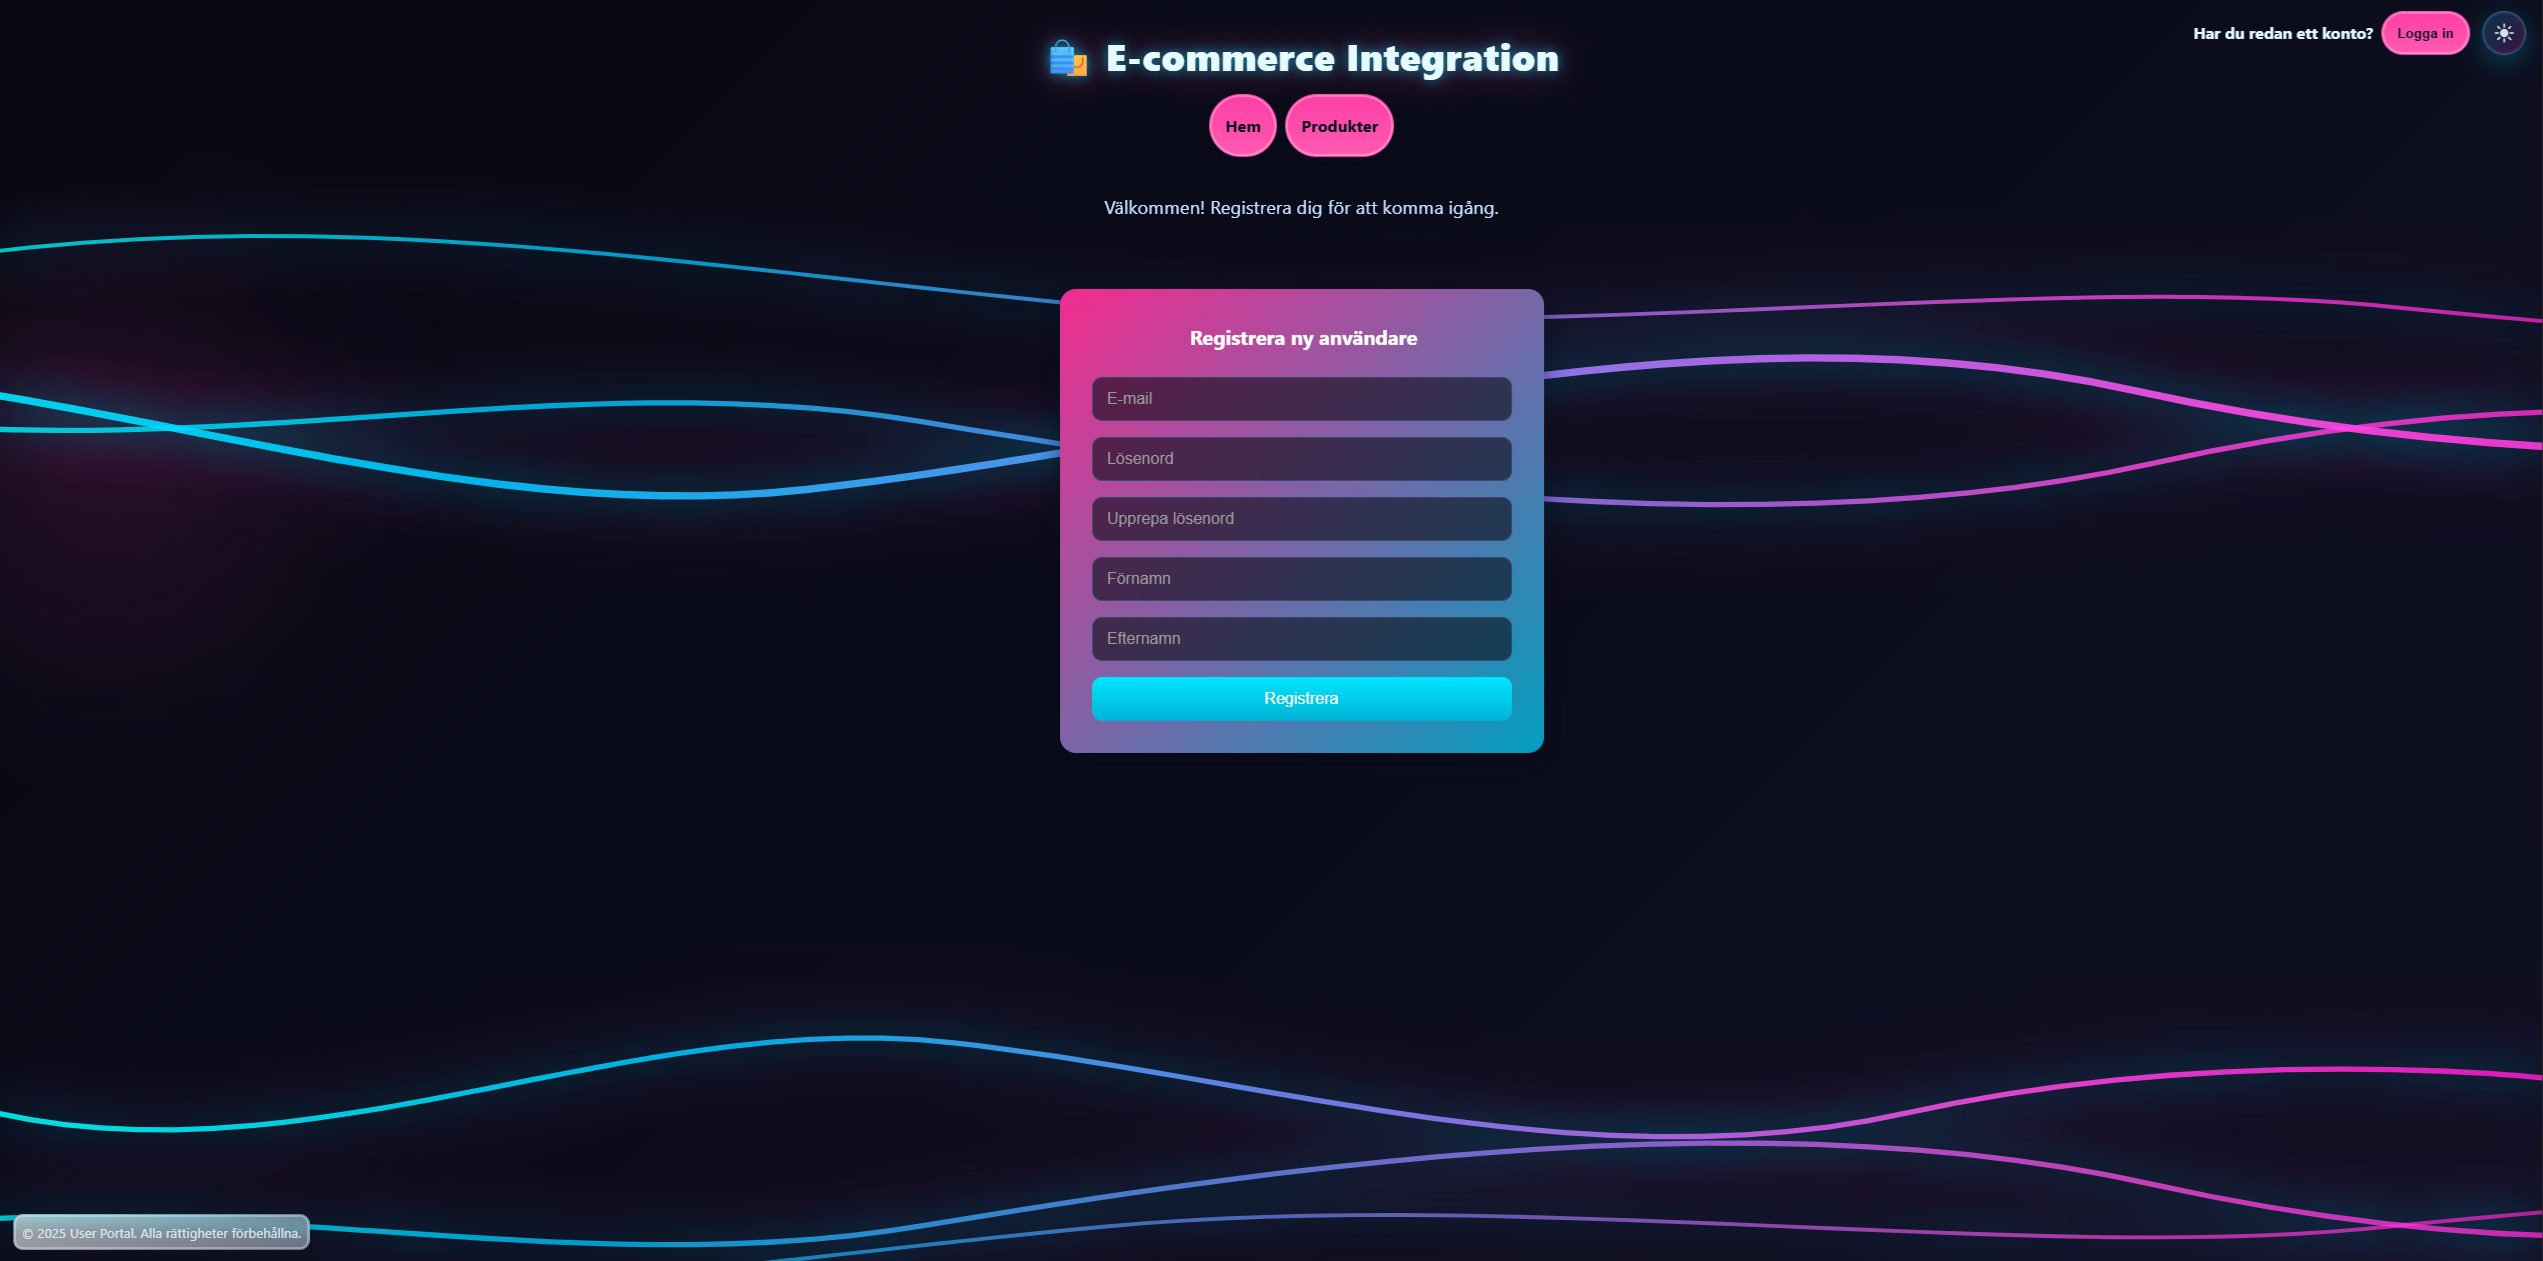 Har du redan ett konto? Logga in
E-commerce Integration
Hem Produkter
Välkommen! Registrera dig för att komma igång.
Registrera ny användare
E-mail
Lösenord
Upprepa lösenord
Förnamn
Efternamn
Registrera
© 2025 User Portal. Alla rättigheter förbehållna.